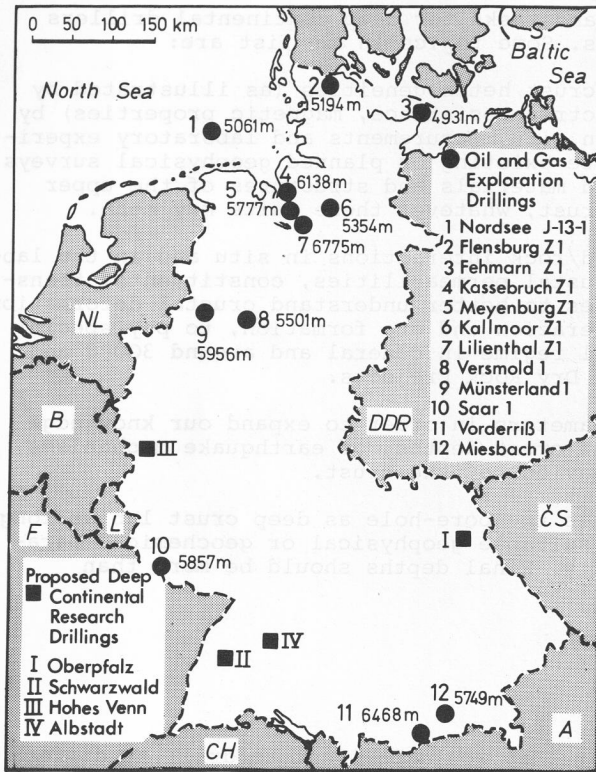 0 50 100 150 km
Baltic
Sea
North Sea
2
5194m
3
4931m
1 5061m
4 6138m
5
5777m
6
5354m
7 6775m
Oil and Gas
Exploration
Drillings
1 Nordsee J-13-1
2 Flensburg Z1
3 Fehmarn Z1
4 Kossebruch Z1
5 Meyenburg Z1
6 Kallmoor Z1
7 Lilienthal Z1
8 Versmold 1
9 Münsterland 1
10 Saar 1
11 Vorderriß 1
12 Miesbach 1
NL
8 5501m
9
5956m
B
DDR
III
ČS
F
L
I
10
5857m
Proposed Deep
Continental
Research
Drillings
I Oberpfalz
II Schwarzwald
III Hohes Venn
IV Albstadt
IV
II
12 5749m
11 6468m
A
CH